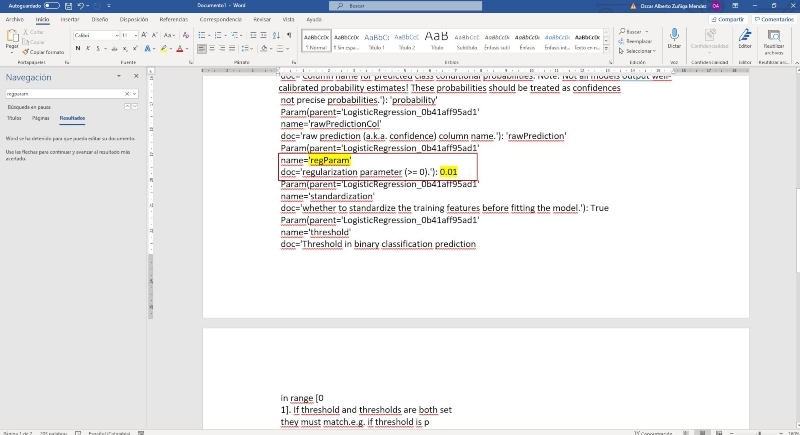 Autoguardado
Documento1 - Word
Buscar
Oscar Alberto Zuñiga Mendez
OA
Archivo Inicio Insertar Diseño Disposición Referencias Correspondencia Revisar Vista Ayuda
Compartir
Comentarios
Pegar
Cortar
Copiar
Copiar formato
Calibri
11
AaBbCcDc AaBbCcDc AaBbCc AaBbCcD AaB AaBbCcD AaBbCcDc AaBbCcDc AaBbCcDc AaBbCcDc
¶ Normal
Título 1 Título 2 Título Subtítulo Énfasis sutil Énfasis Énfasis int... Texto en n...
Buscar
Reemplazar
Seleccionar
Dictar
Confidencialidad
Editor
Reutilizar archivos
Portapapeles
Fuente
Párrafo
Estilos
Edición
Voz
Confidencialidad
Editor
Reutilizar arc...
Navegación
regparam
Búsqueda en pausa
Títulos Páginas Resultados
Word se ha detenido para que pueda editar su documento.
Use las flechas para continuar y avanzar al resultado más
acertado.
doc='Column name for predicted class conditional probabilities. Note: Not all models output well-
calibrated probability estimates! These probabilities should be treated as confidences
not precise probabilities.'): 'probability'
Param(parent='LogisticRegression_0b41aff95ad1'
name='rawPredictionCol'
doc='raw prediction (a.k.a. confidence) column name.'): 'rawPrediction'
Param(parent='LogisticRegression_0b41aff95ad1'
name='regParam'
doc='regularization parameter (>= 0).'): 0.01
Param(parent='LogisticRegression_0b41aff95ad1'
name='standardization'
doc='whether to standardize the training features before fitting the model.'): True
Param(parent='LogisticRegression_0b41aff95ad1'
name='threshold'
doc='Threshold in binary classification prediction
in range [0
1]. If threshold and thresholds are both set
they must match.e.g. if threshold is p
Página 1 de 2
Español (Colombia)
Concentración
160%